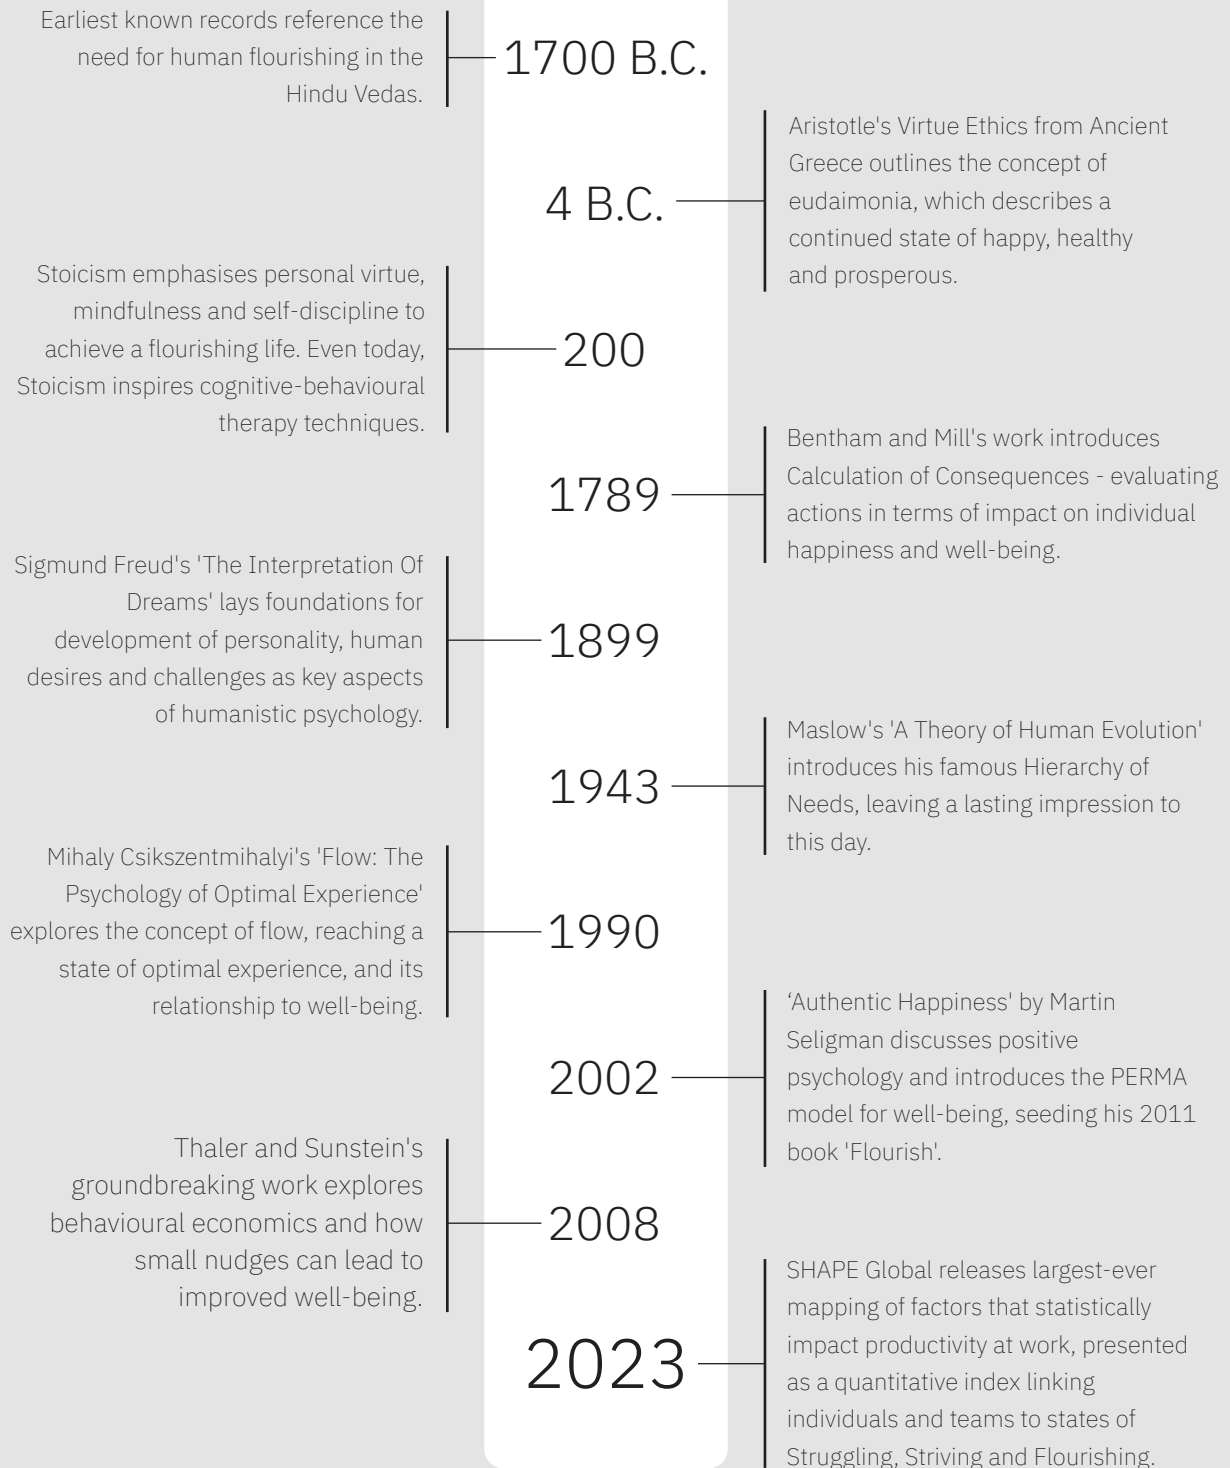 Earliest known records reference the
need for human flourishing in the
Hindu Vedas.
1700 B.C.
Aristotle's Virtue Ethics from Ancient
Greece outlines the concept of
eudaimonia, which describes a
continued state of happy, healthy
and prosperous.
4 B.C.
Stoicism emphasises personal virtue,
mindfulness and self-discipline to
achieve a flourishing life. Even today,
Stoicism inspires cognitive-behavioural
therapy techniques.
200
Bentham and Mill's work introduces
Calculation of Consequences - evaluating
actions in terms of impact on individual
happiness and well-being.
1789
Sigmund Freud's 'The Interpretation Of
Dreams' lays foundations for
development of personality, human
desires and challenges as key aspects
of humanistic psychology.
1899
Maslow's 'A Theory of Human Evolution'
introduces his famous Hierarchy of
Needs, leaving a lasting impression to
this day.
1943
Mihaly Csikszentmihalyi's 'Flow: The
Psychology of Optimal Experience'
explores the concept of flow, reaching a
state of optimal experience, and its
relationship to well-being.
1990
‘Authentic Happiness' by Martin
Seligman discusses positive
psychology and introduces the PERMA
model for well-being, seeding his 2011
book 'Flourish'.
2002
Thaler and Sunstein's
groundbreaking work explores
behavioural economics and how
small nudges can lead to
improved well-being.
2008
SHAPE Global releases largest-ever
mapping of factors that statistically
impact productivity at work, presented
as a quantitative index linking
individuals and teams to states of
Struggling, Striving and Flourishing.
2023